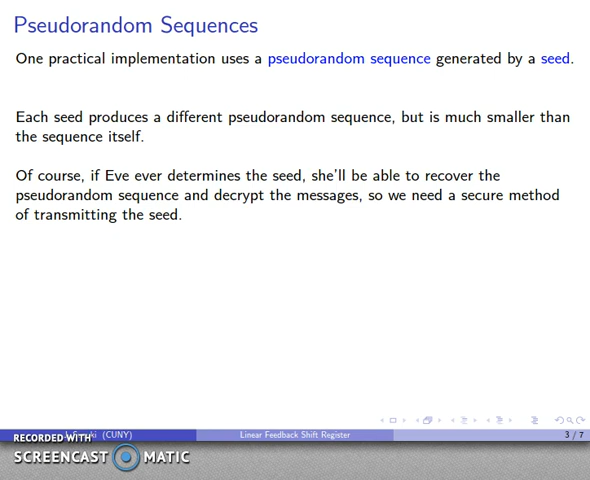 Pseudorandom Sequences
One practical implementation uses a pseudorandom sequence generated by a seed.
Each seed produces a different pseudorandom sequence, but is much smaller than
the sequence itself.
Of course, if Eve ever determines the seed, she'll be able to recover the
pseudorandom sequence and decrypt the messages, so we need a secure method
of transmitting the seed.
(CUNY)
Linear Feedback Shift Register
3 / 7
RECORDED WITH
SCREENCAST MATIC